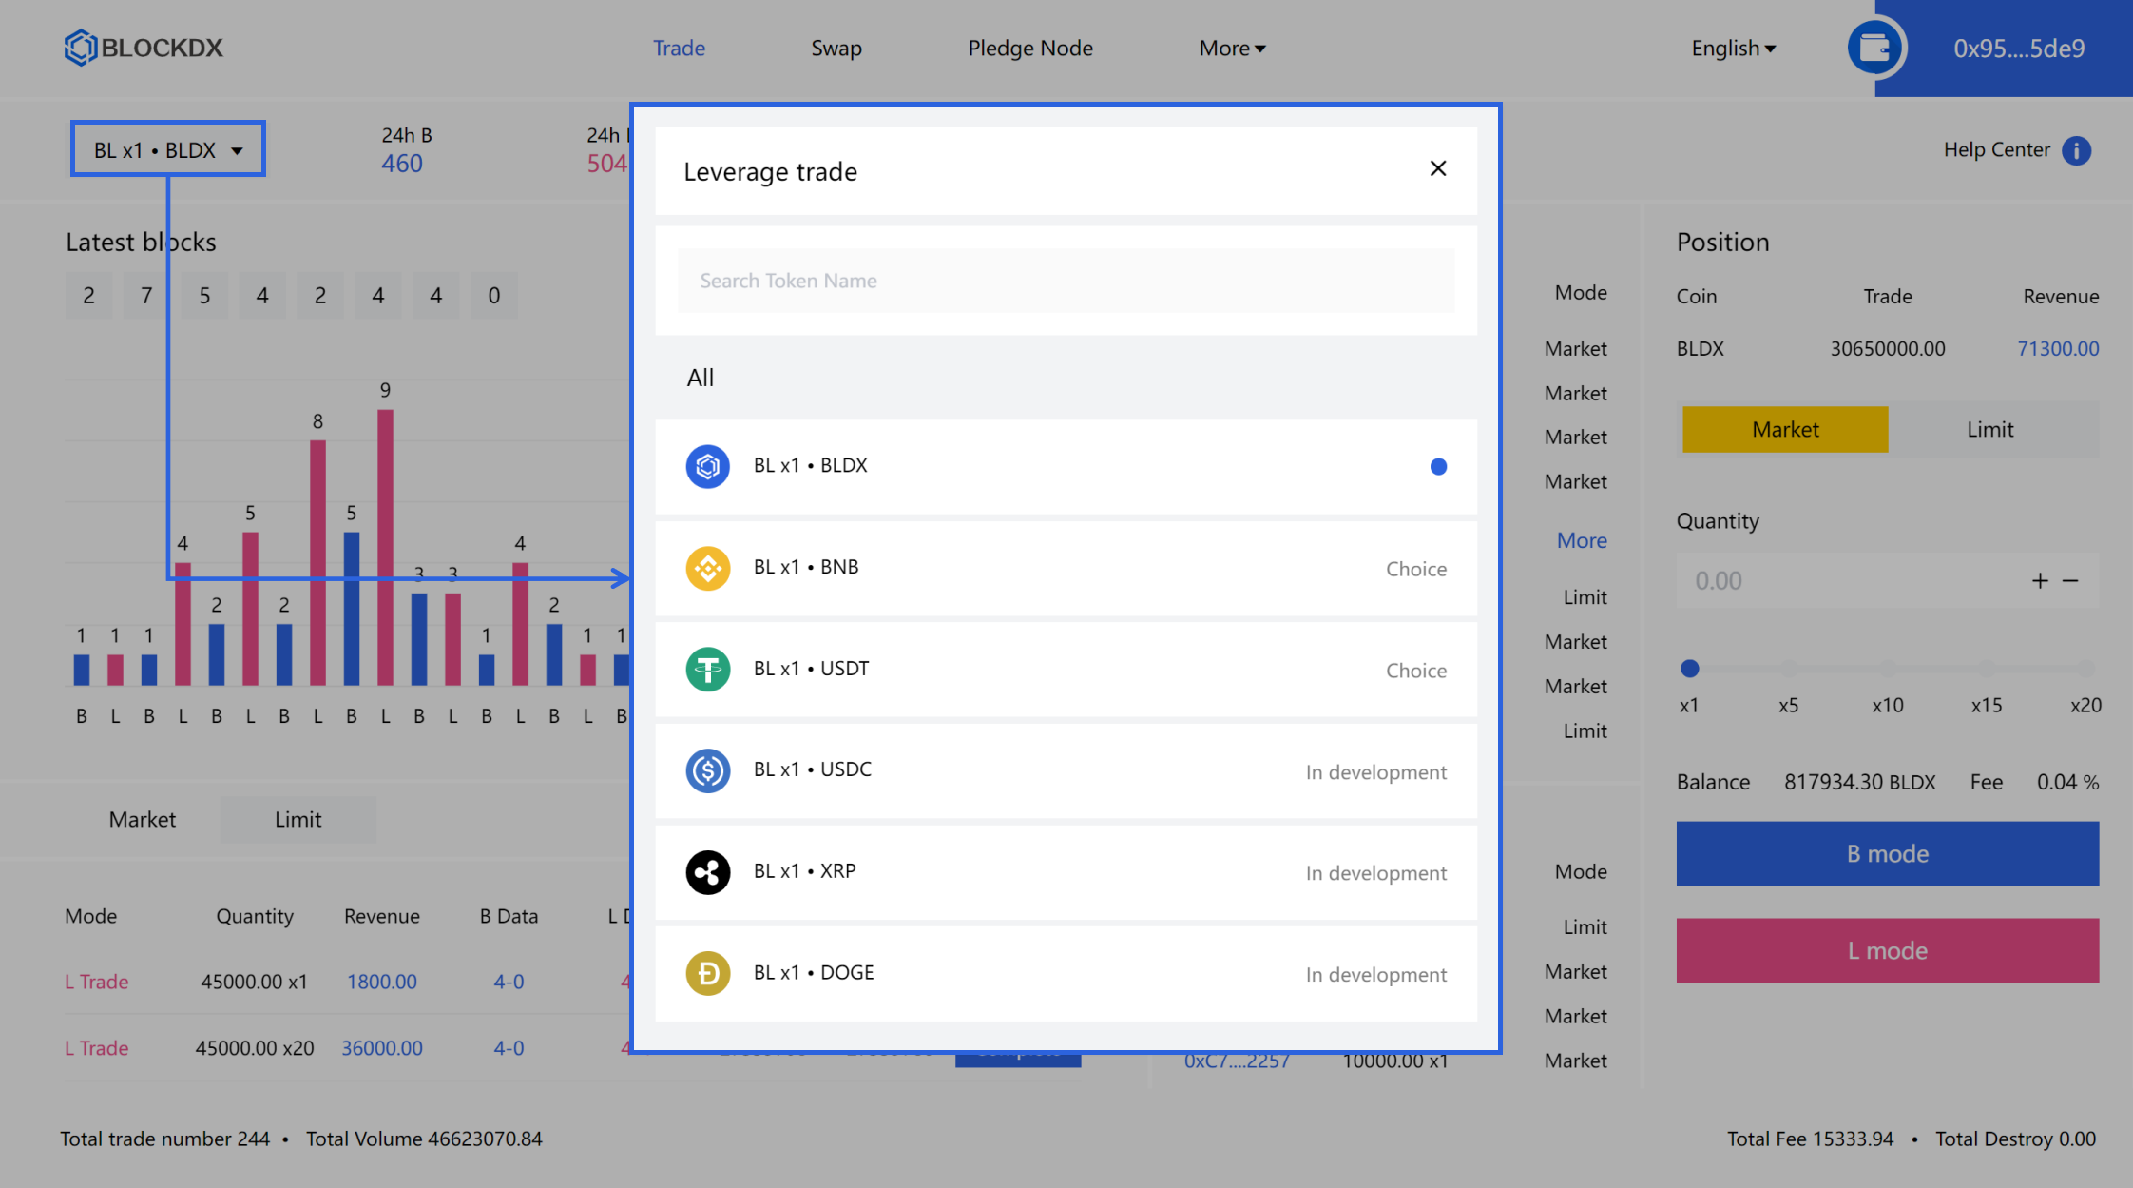 BLOCKDX
Trade Swap Pledge Node More
English 0x95....5de9
BL x1 • BLDX
24h B
460
24h
504
Help Center i
Leverage trade
Search Token Name
All
BL x1 • BLDX
BL x1 • BNB Choice
BL x1 • USDT Choice
BL x1 • USDC In development
BL x1 • XRP In development
BL x1 • DOGE In development
Latest blocks
2 7 5 4 2 4 4 0
1 1 1 4 2 5 2 8 5 9 3 3 1 4 2 1 1
B L B L B L B L B L B L B L B L B
Market Limit
Mode Quantity Revenue B Data L
L Trade 45000.00 x1 1800.00 4-0 4
L Trade 45000.00 x20 36000.00 4-0 4
Complete
Mode
Market
Market
Market
Market
More
Limit
Market
Market
Limit
Mode
Limit
Market
Market
0xC7....2257 10000.00 x1 Market
Position
Coin Trade Revenue
BLDX 30650000.00 71300.00
Market Limit
Quantity
0.00 + −
x1 x5 x10 x15 x20
Balance 817934.30 BLDX Fee 0.04 %
B mode
L mode
Total trade number 244 • Total Volume 46623070.84
Total Fee 15333.94 • Total Destroy 0.00